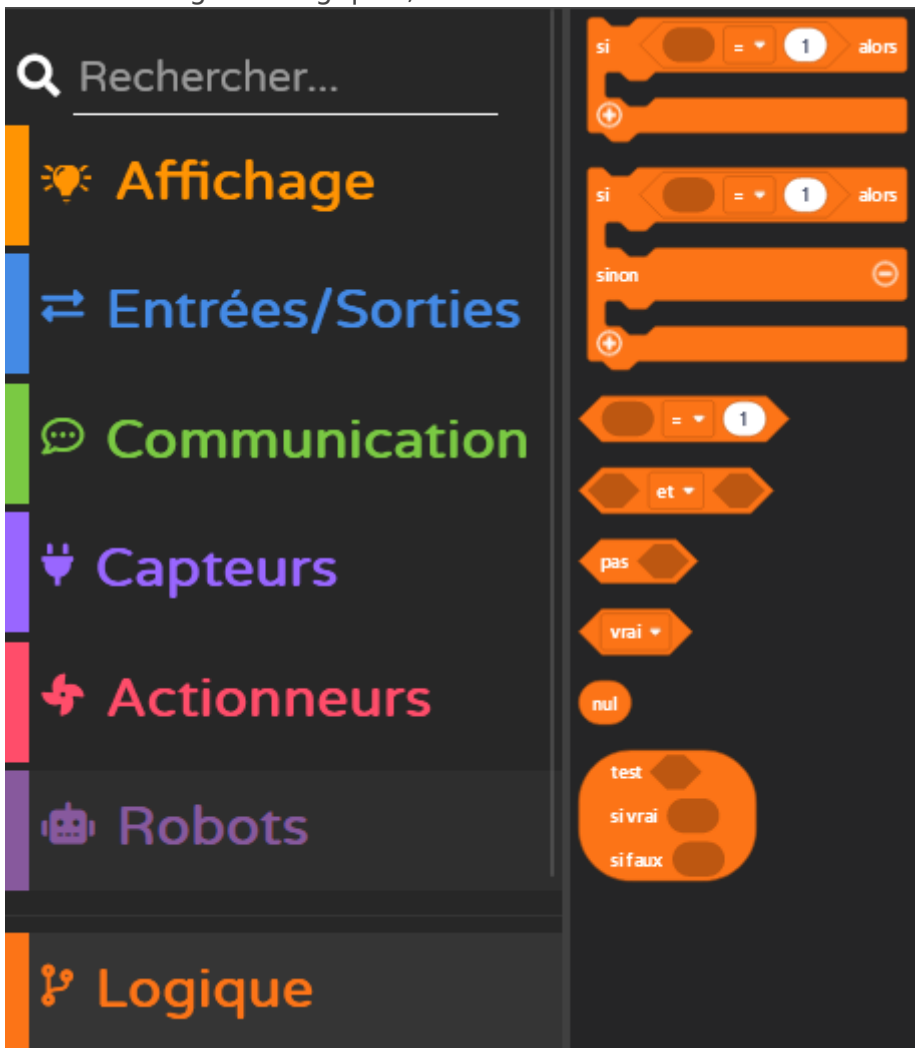 Rechercher...
Affichage
Entrées/Sorties
Communication
Capteurs
Actionneurs
Robots
Logique
si = 1 alors
si = 1 alors
sinon
= 1
et
pas
vrai
nul
test
si vrai
si faux